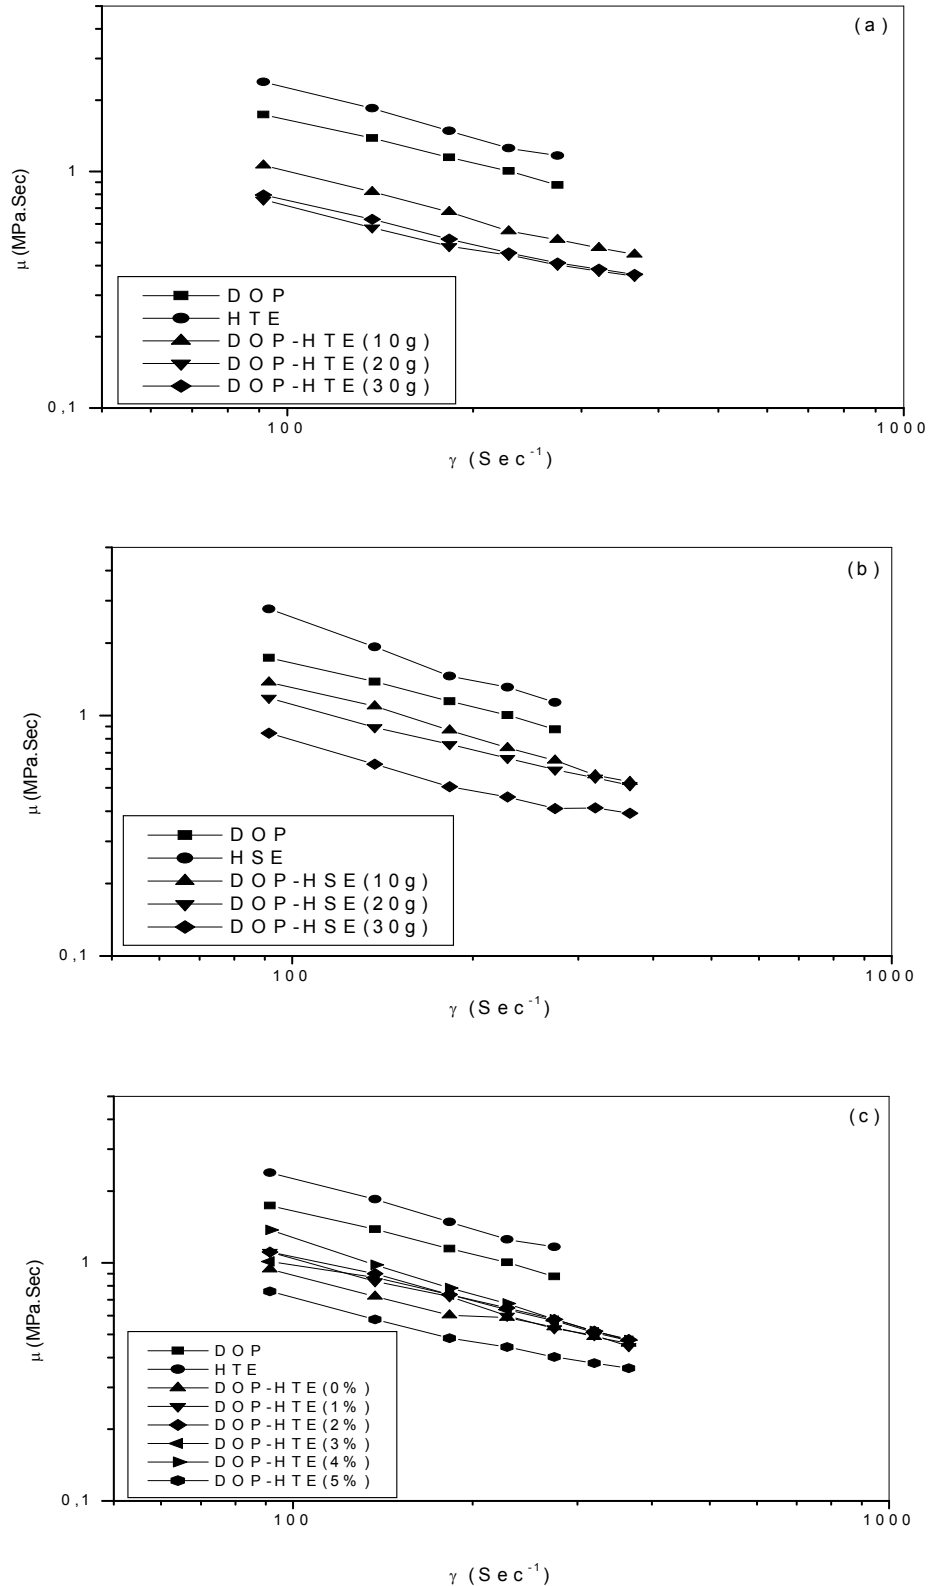 (a)
μ (MPa.Sec)
1
0,1
DOP
HTE
DOP-HTE(10g)
DOP-HTE(20g)
DOP-HTE(30g)
100
1000
γ (Sec⁻¹)
(b)
μ (MPa.Sec)
1
0,1
DOP
HSE
DOP-HSE(10g)
DOP-HSE(20g)
DOP-HSE(30g)
100
1000
γ (Sec⁻¹)
(c)
μ (MPa.Sec)
1
0,1
DOP
HTE
DOP-HTE(0%)
DOP-HTE(1%)
DOP-HTE(2%)
DOP-HTE(3%)
DOP-HTE(4%)
DOP-HTE(5%)
100
1000
γ (Sec⁻¹)